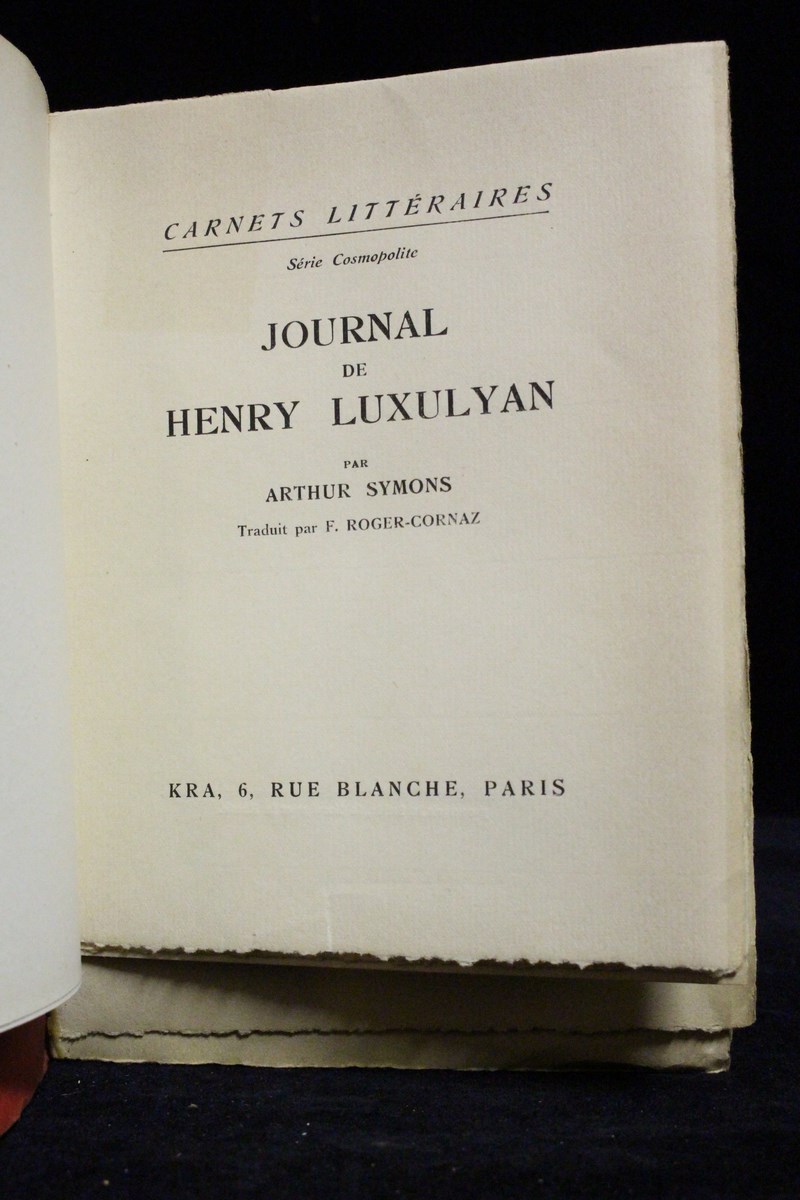 CARNETS LITTÉRAIRES
Série Cosmopolite
JOURNAL
DE
HENRY LUXULYAN
PAR
ARTHUR SYMONS
Traduit par F. ROGER-CORNAZ
KRA, 6, RUE BLANCHE, PARIS